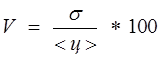 V = σ / <ц> * 100